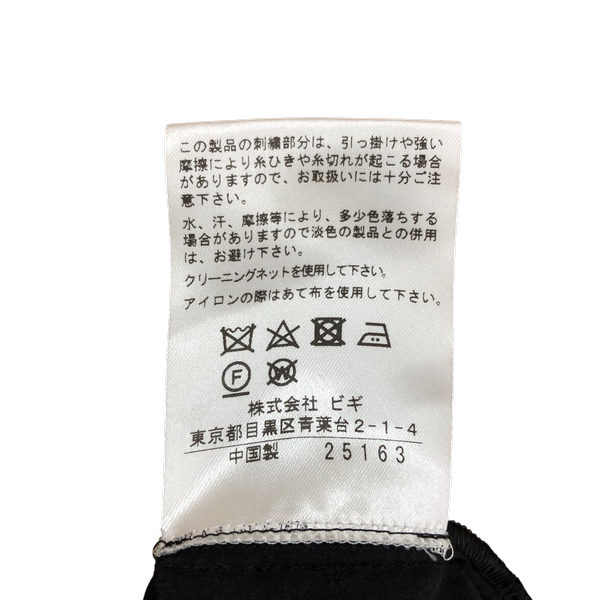 この製品の刺繍部分は、引っ掛けや強い
摩擦により糸ひきや糸切れが起こる場合
がありますので、お取扱いには十分ご注
意下さい。
水、汗、摩擦等により、多少色落ちする
場合がありますので淡色の製品との併用
は、お避け下さい。
クリーニングネットを使用して下さい。
アイロンの際はあて布を使用して下さい。
F W
株式会社 ビギ
東京都目黒区青葉台2-1-4
中国製 25163